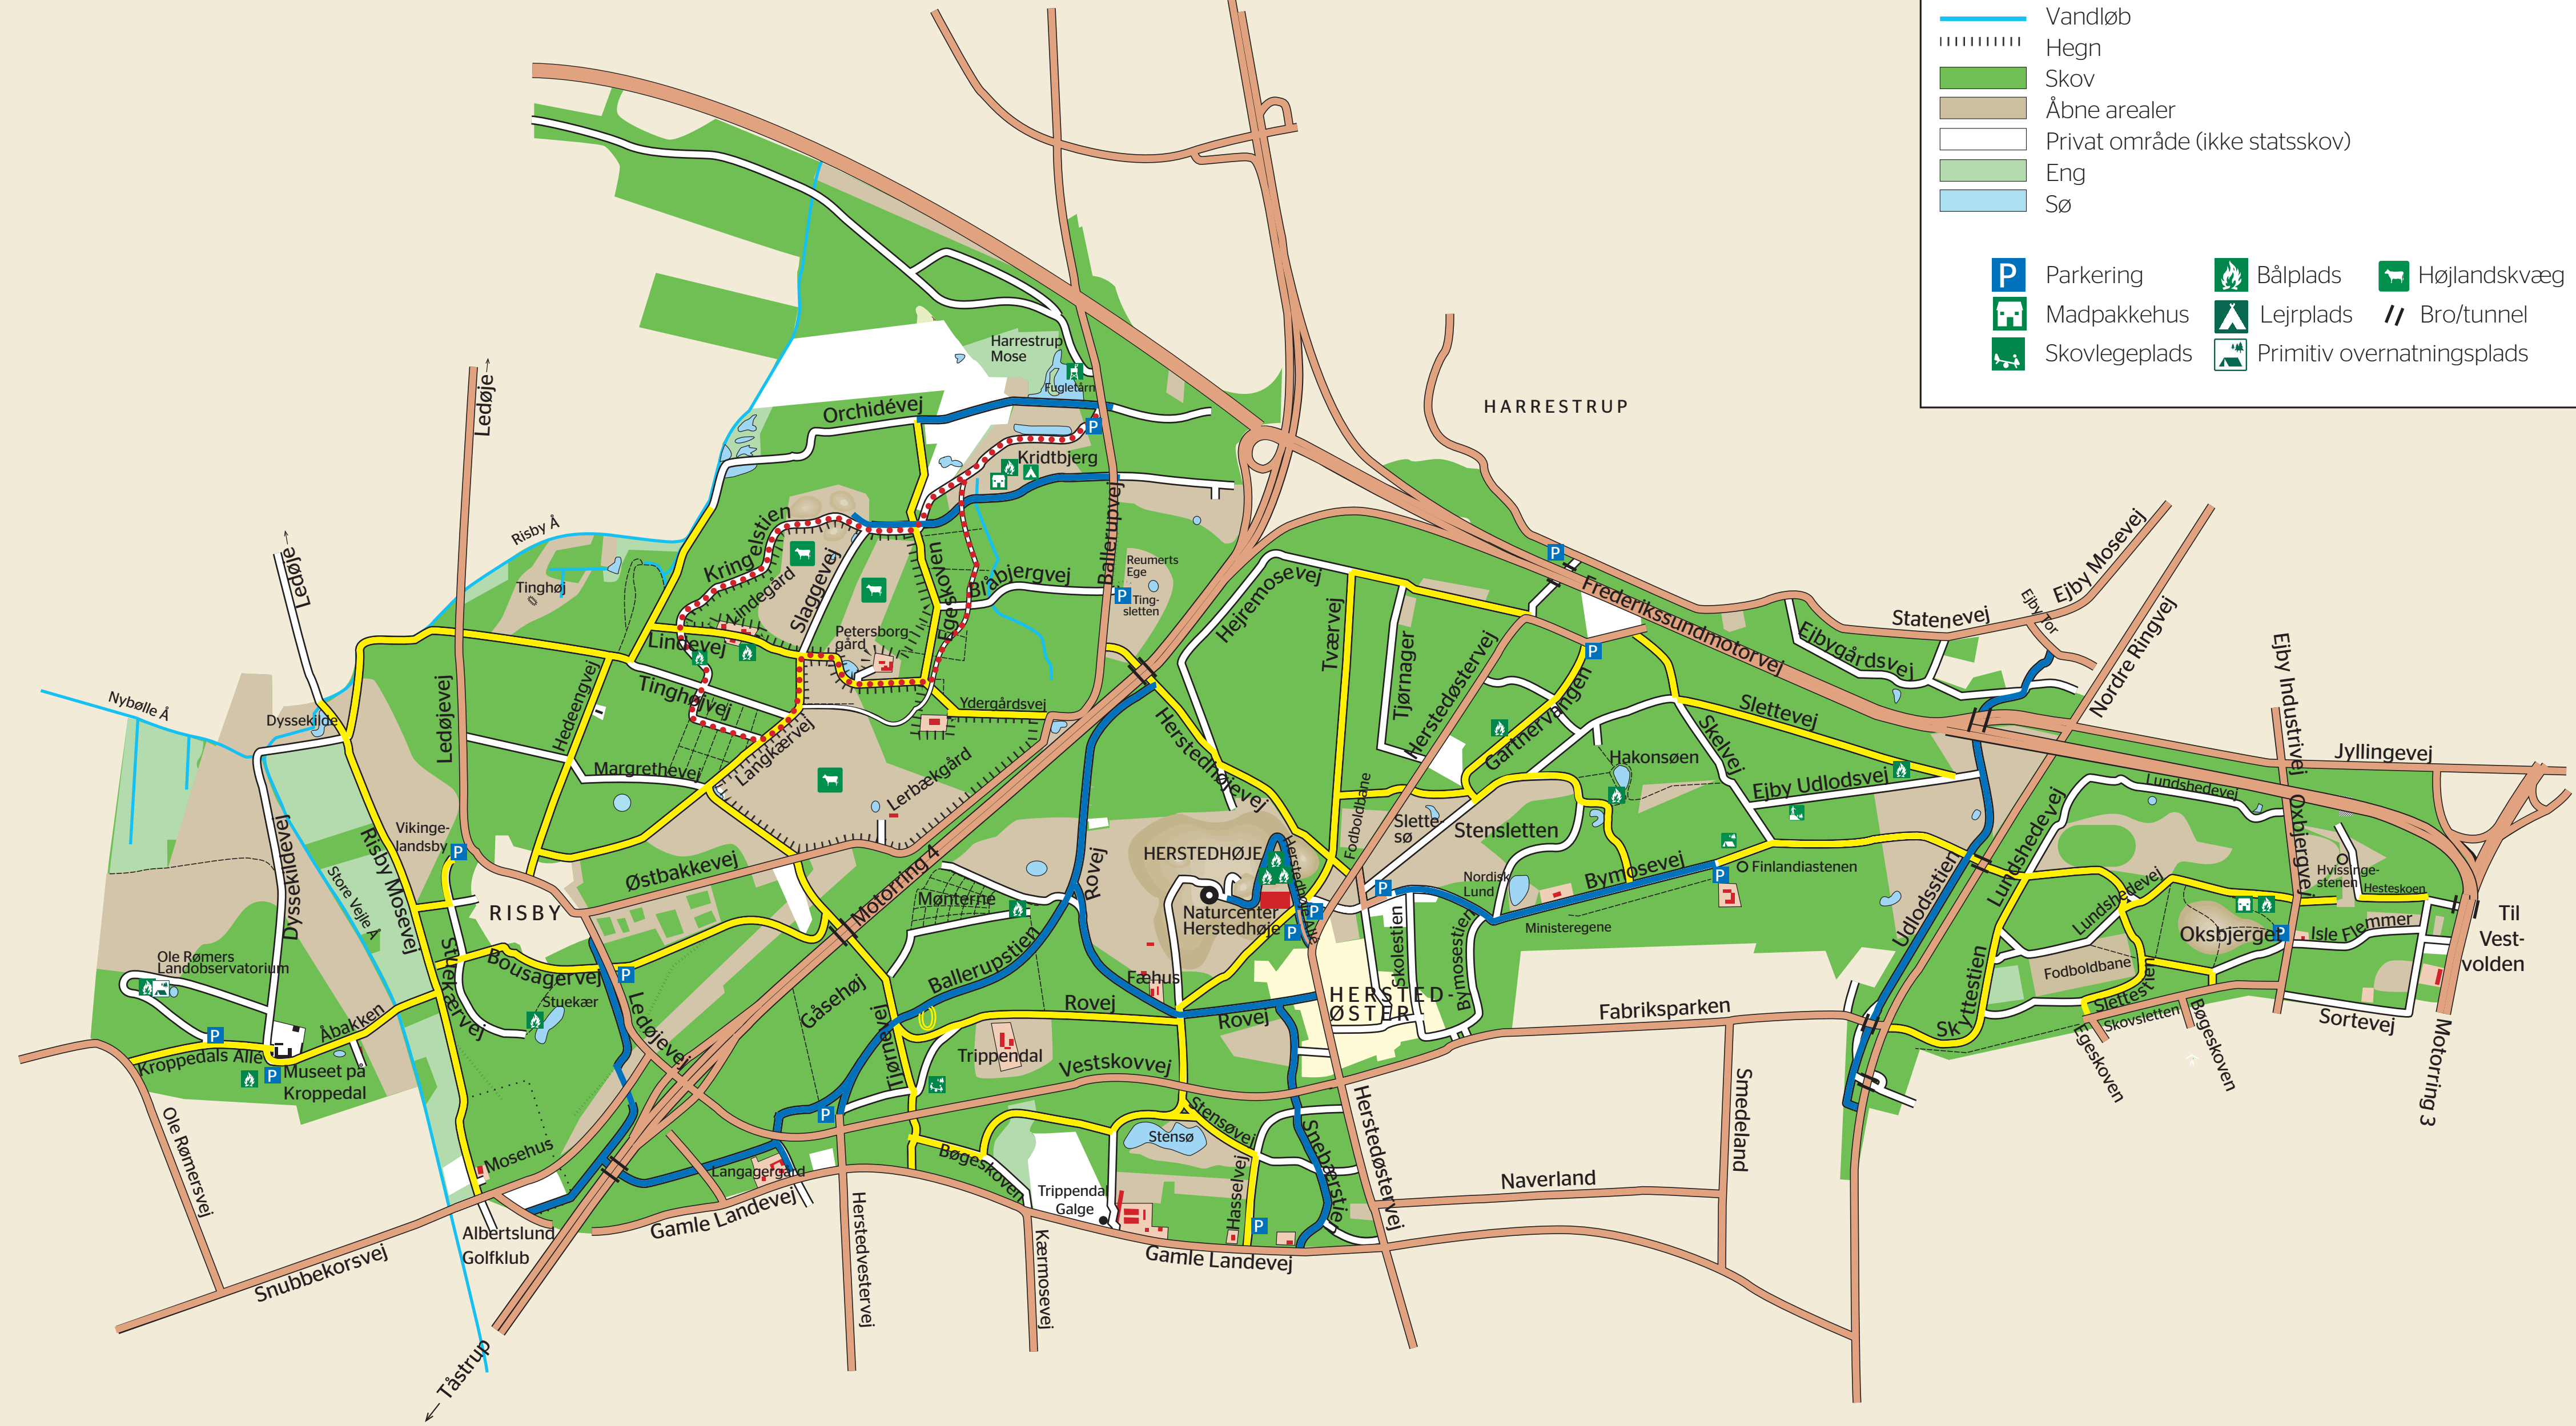 Vandløb
Hegn
Skov
Åbne arealer
Privat område (ikke statsskov)
Eng
Sø
P Parkering
Bålplads
Højlandskvæg
Madpakkehus
Lejrplads
Bro/tunnel
Skovlegeplads
Primitiv overnatningsplads
Harrestrup
Mose
Fugletårn
Ledøje
Orchidévej
HARRESTRUP
Kridtbjerg
P
Ballerupvej
Kringelstien
Risby Å
Ledøje
Lindegård
Slaggevej
Egeskoven
Blåbjergvej
Reumerts
Ege
Ting-
sletten
P
Tinghøj
Petersborg
gård
Lindevej
Tinghøjvej
Hedeengvej
Ydergårdsvej
Langkærvej
Lerbækgård
Margrethevej
Ledøjevej
Nybølle Å
Dyssekilde
Dyssekildevej
Risby Mosevej
Store Vejle Å
Vikinge-
landsby
P
RISBY
Østbakkevej
Motorring 4
Mønterne
Hejremosevej
Tværvej
Tjørnager
Herstedøstervej
Herstedhøjevej
Gartnervangen
P
P
Frederikssundmotorvej
Statenevej
Ejbygårdsvej
Ejby Tor
Ejby Mosevej
Nordre Ringvej
Ejby Industrivej
Jyllingevej
Slettevej
Skelvej
Hakonsøen
Ejby Udlodsvej
Fodboldbane
Slette-
sø
Stensletten
Nordisk
Lund
Bymosevej
P
Finlandiastenen
Ministeregene
Udlodsstien
Lundshedevej
Lundshedevej
Lundshedevej
Oxbjergvej
Hvissinge-
stenen
Hesteskoen
Oksbjerget
P
Isle Flemmer
Til
Vest-
volden
Fodboldbane
Slettestien
Skovsletten
Skyttestien
Egeskoven
Bøgeskoven
Sortevej
Motorring 3
HERSTEDHØJE
Herstedhøje Allé
Naturcenter
Herstedhøje
P
P
P
Skolestien
Bymosestien
HERSTED-
ØSTER
Fabriksparken
Smedeland
Naverland
Herstedøstervej
Rovej
Ballerupstien
Fæhus
Rovej
Rovej
Gåsehøj
Tjørnevej
Trippendal
Vestskovvej
Stensøvej
Stensø
Bøgeskoven
Trippendal
Galge
Hasselvej
P
Snebærstien
Gamle Landevej
Gamle Landevej
Langagergård
P
Herstedvestervej
Kærmosevej
Ole Rømers
Landobservatorium
P
Kroppedals Allé
P
Museet på
Kroppedal
Åbakken
Stuekærvej
Bousagervej
P
Stuekær
Ledøjevej
Mosehus
Ole Rømersvej
Snubbekorsvej
Albertslund
Golfklub
Tåstrup